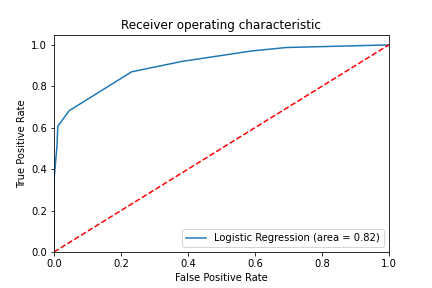 Receiver operating characteristic
1.0
0.8
0.6
0.4
0.2
0.0
True Positive Rate
Logistic Regression (area = 0.82)
0.0 0.2 0.4 0.6 0.8 1.0
False Positive Rate